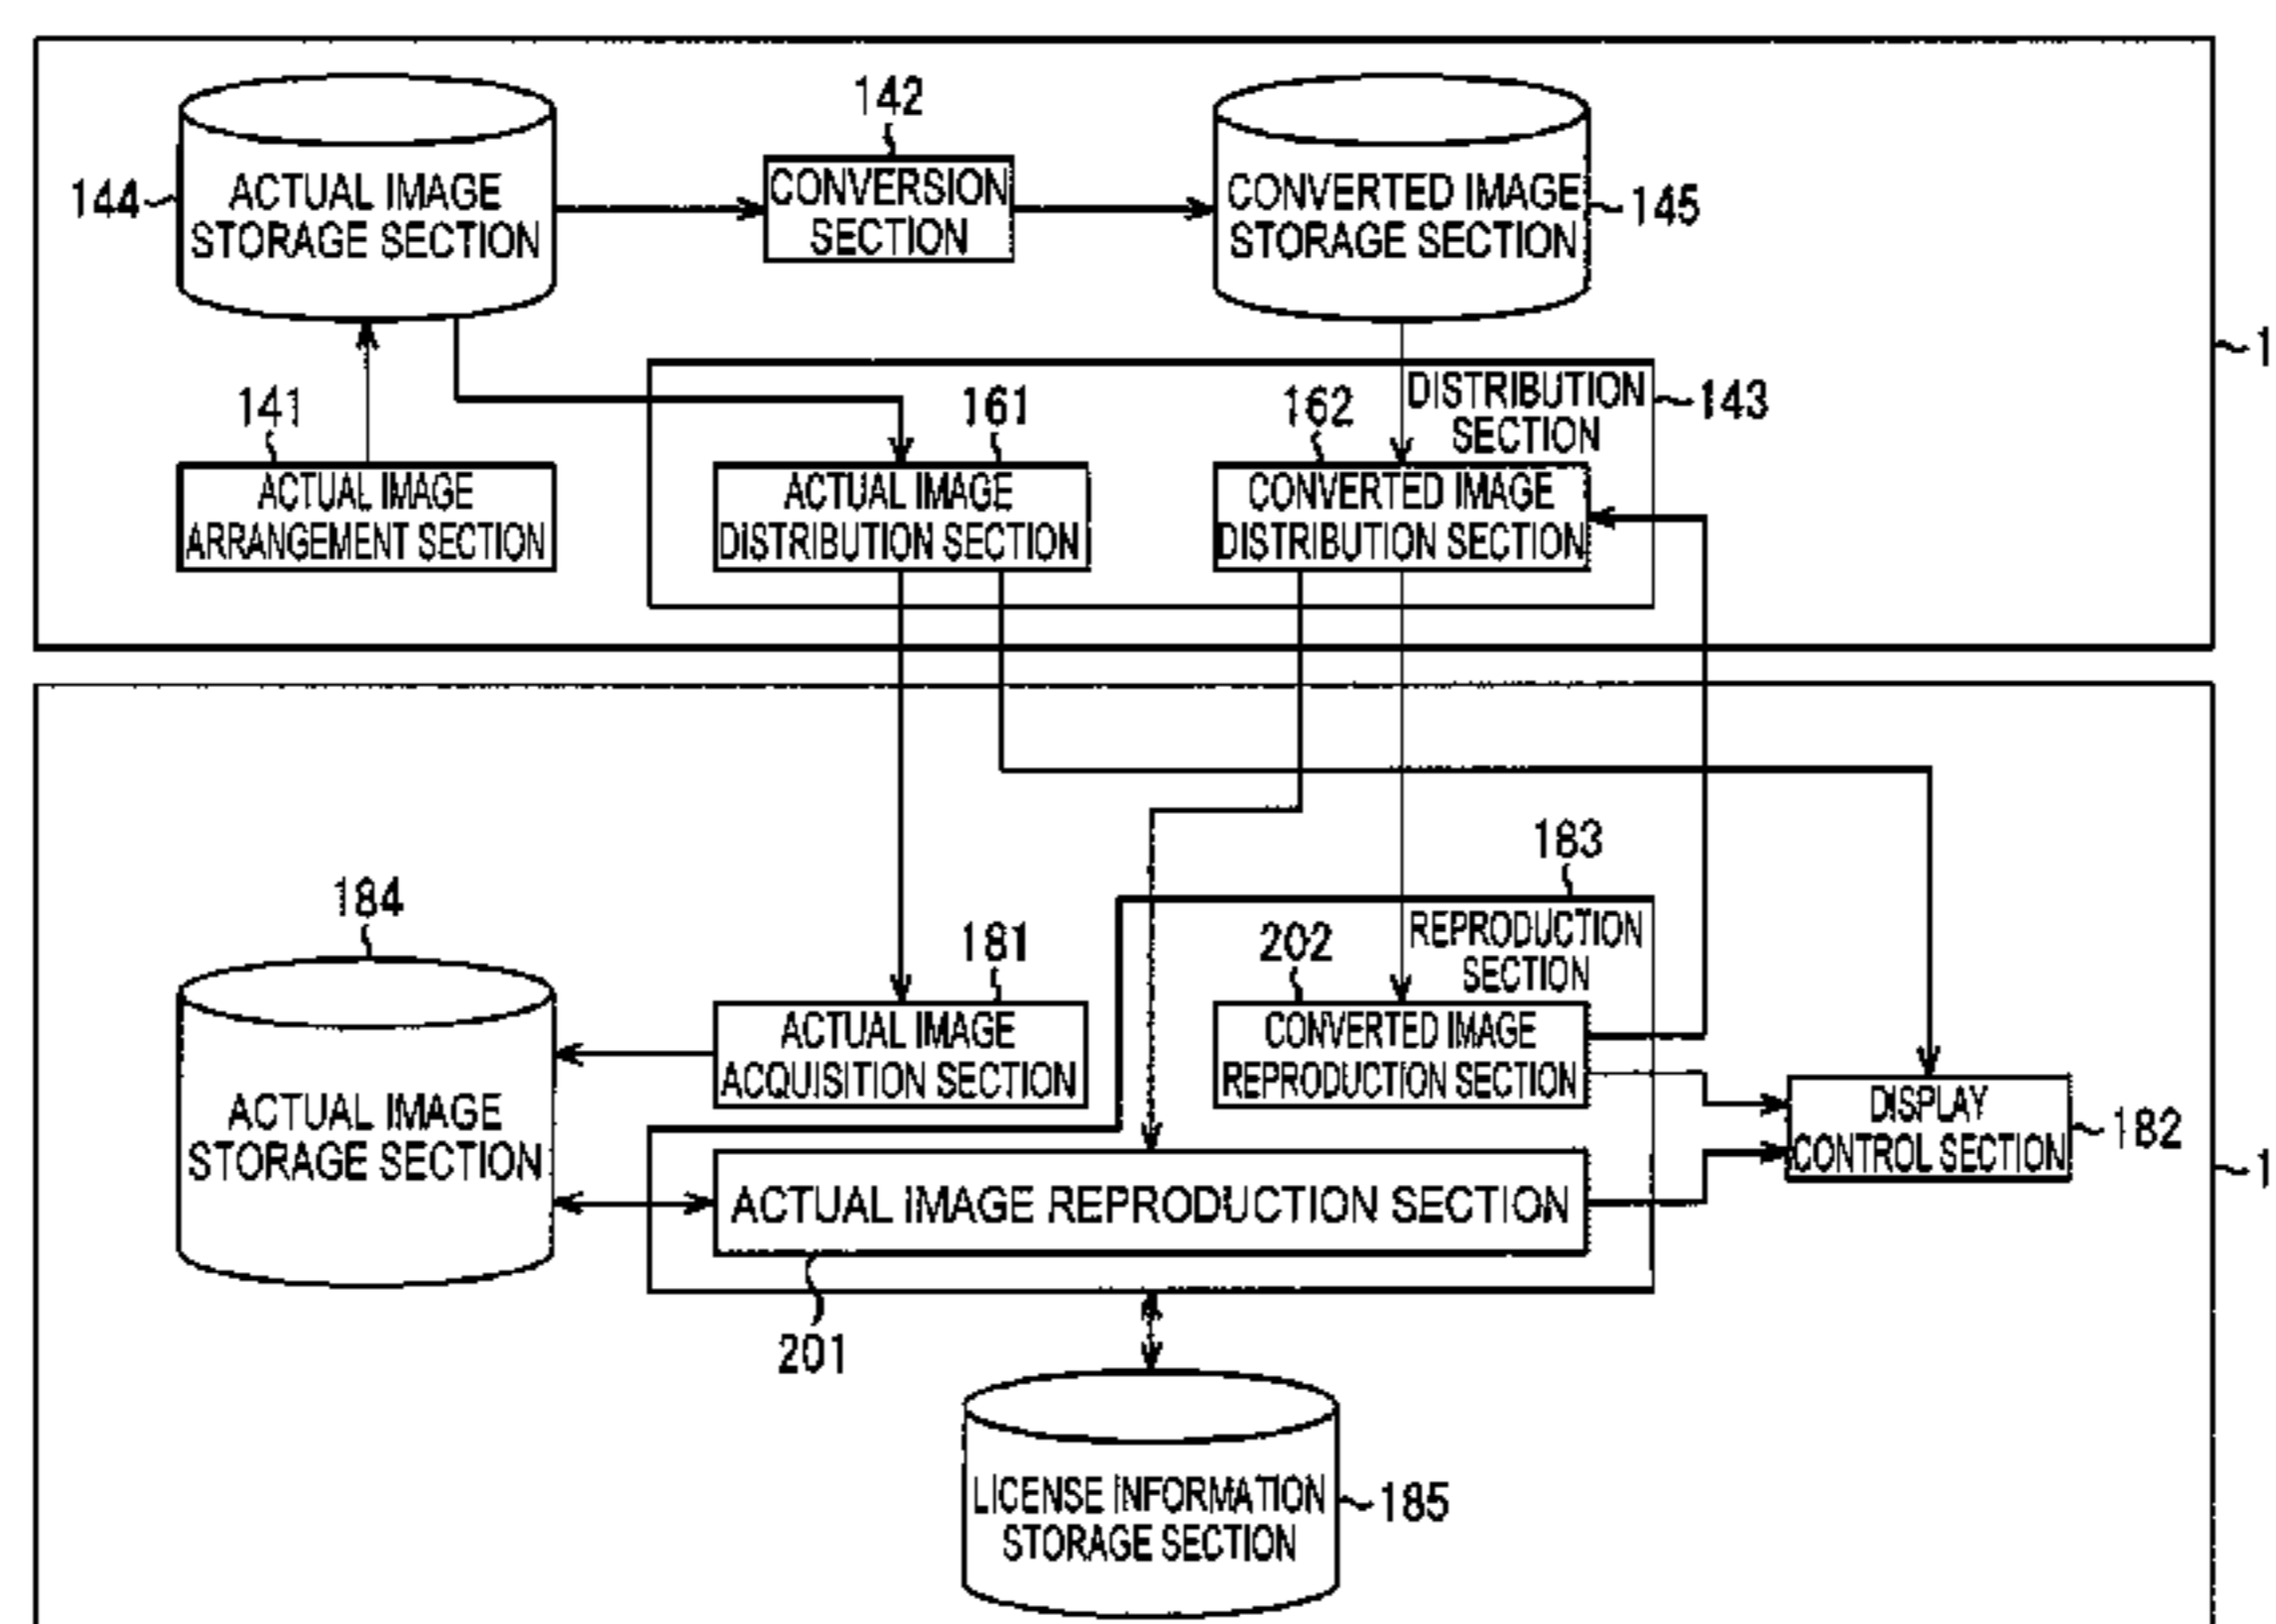 142
ACTUAL IMAGE
STORAGE SECTION
144
CONVERSION
SECTION
CONVERTED IMAGE
STORAGE SECTION
145
1
DISTRIBUTION
SECTION
143
141
161
162
ACTUAL IMAGE
ARRANGEMENT SECTION
ACTUAL IMAGE
DISTRIBUTION SECTION
CONVERTED IMAGE
DISTRIBUTION SECTION
183
184
181
202
REPRODUCTION
SECTION
ACTUAL IMAGE
STORAGE SECTION
ACTUAL IMAGE
ACQUISITION SECTION
CONVERTED IMAGE
REPRODUCTION SECTION
DISPLAY
CONTROL SECTION
182
1
ACTUAL IMAGE REPRODUCTION SECTION
201
LICENSE INFORMATION
STORAGE SECTION
185